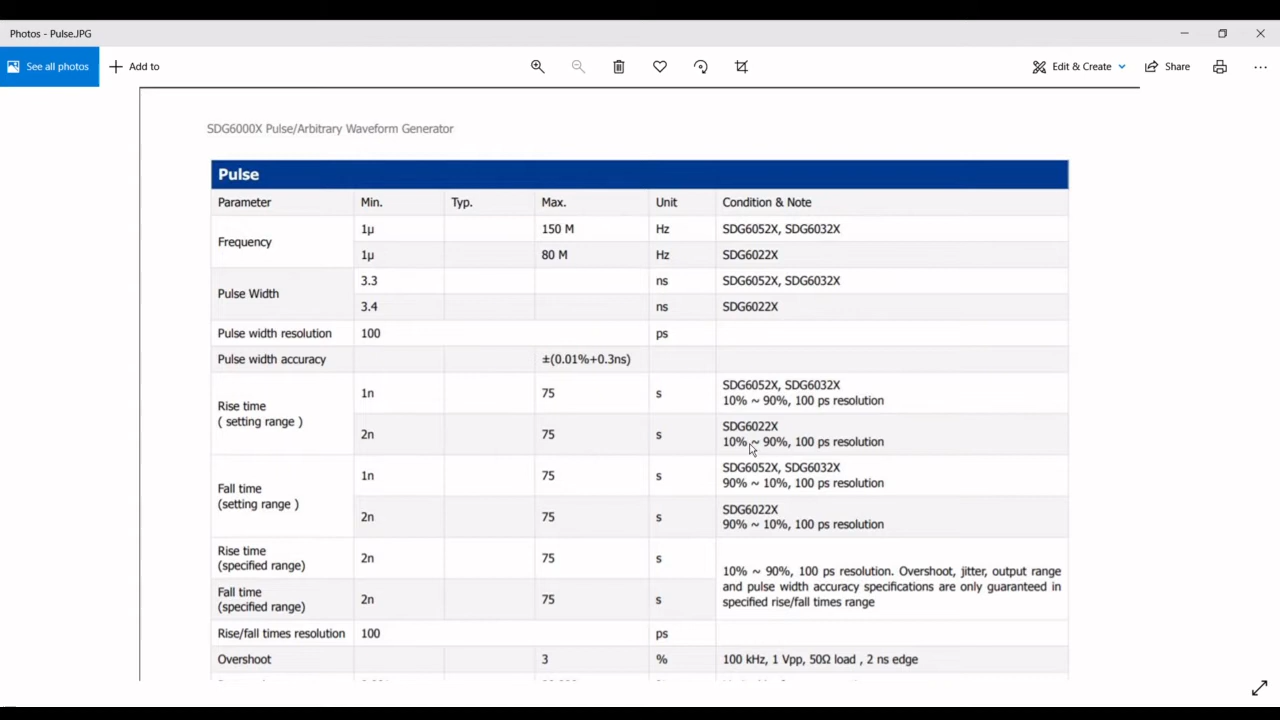 Photos - Pulse.JPG
See all photos
Add to
Edit & Create
Share
SDG6000X Pulse/Arbitrary Waveform Generator
Pulse
Parameter Min. Typ. Max. Unit Condition & Note
Frequency
1µ 150 M Hz SDG6052X, SDG6032X
1µ 80 M Hz SDG6022X
Pulse Width
3.3 ns SDG6052X, SDG6032X
3.4 ns SDG6022X
Pulse width resolution 100 ps
Pulse width accuracy ±(0.01%+0.3ns)
Rise time
( setting range )
1n 75 s SDG6052X, SDG6032X
10% ~ 90%, 100 ps resolution
2n 75 s SDG6022X
10% ~ 90%, 100 ps resolution
Fall time
(setting range )
1n 75 s SDG6052X, SDG6032X
90% ~ 10%, 100 ps resolution
2n 75 s SDG6022X
90% ~ 10%, 100 ps resolution
Rise time
(specified range)
2n 75 s
Fall time
(specified range)
2n 75 s
10% ~ 90%, 100 ps resolution. Overshoot, jitter, output range
and pulse width accuracy specifications are only guaranteed in
specified rise/fall times range
Rise/fall times resolution 100 ps
Overshoot 3 % 100 kHz, 1 Vpp, 50Ω load , 2 ns edge